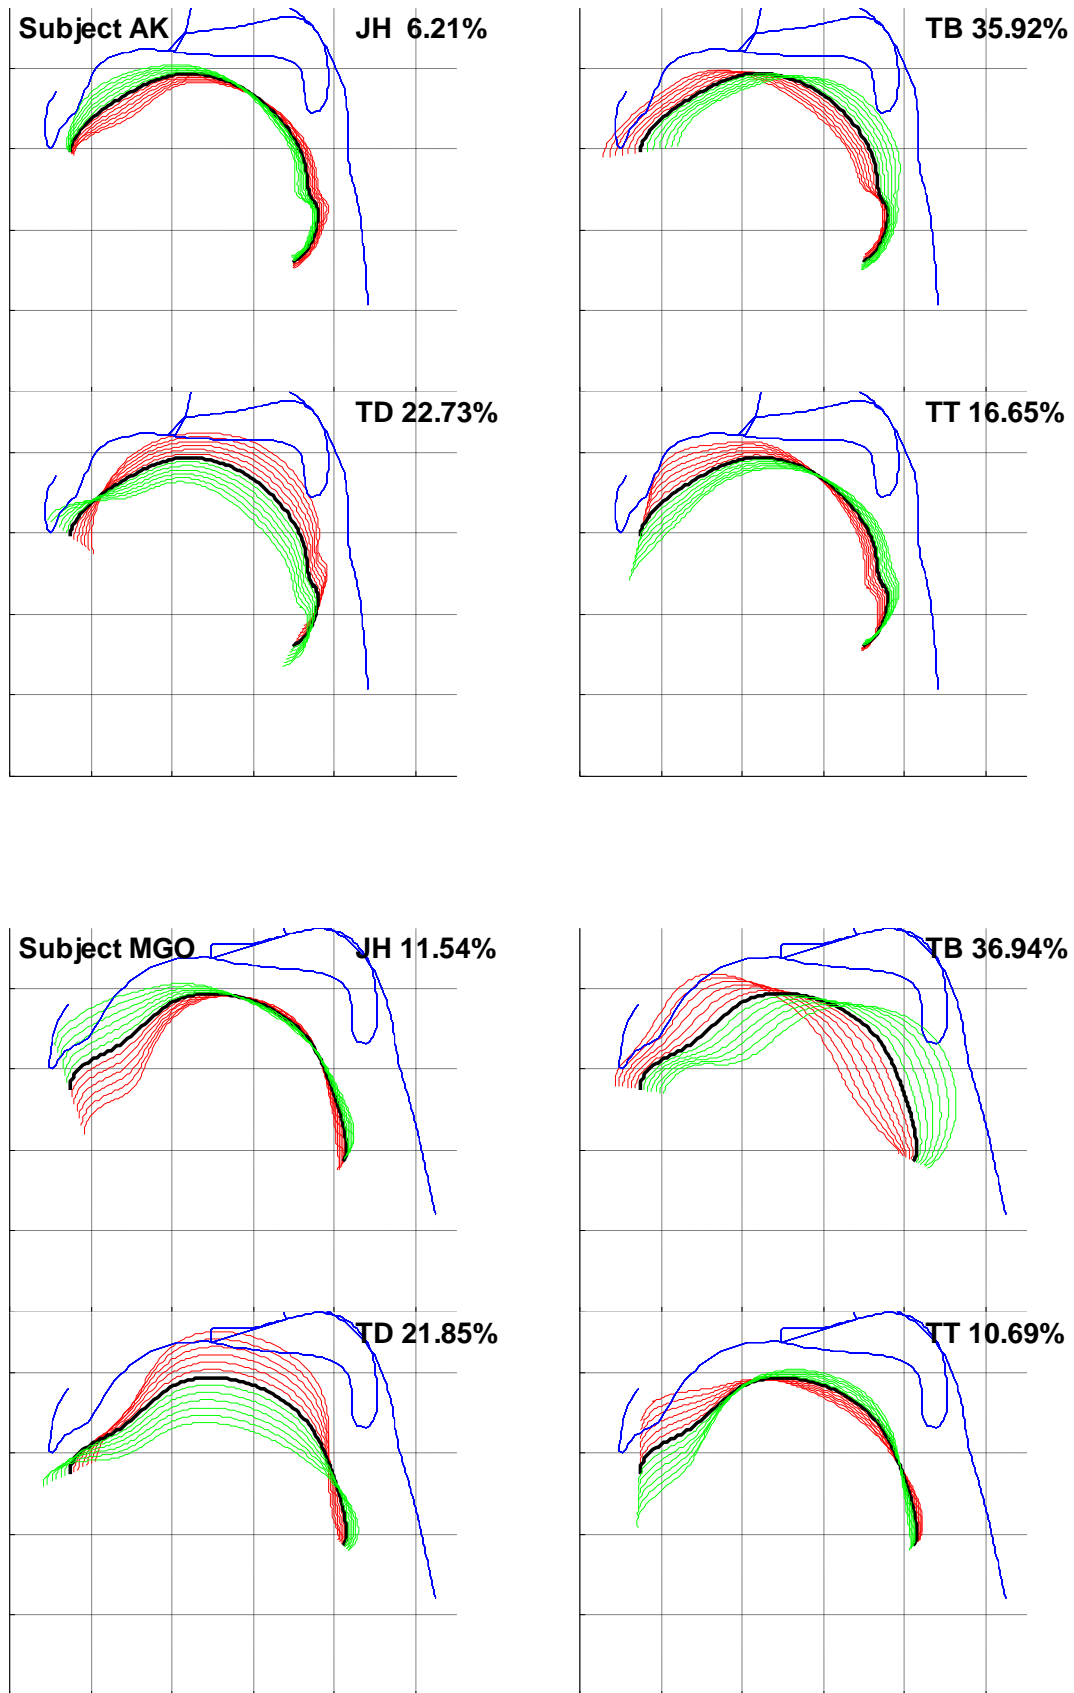 Subject AK JH 6.21%
TB 35.92%
TD 22.73%
TT 16.65%
Subject MGO JH 11.54%
TB 36.94%
TD 21.85%
TT 10.69%